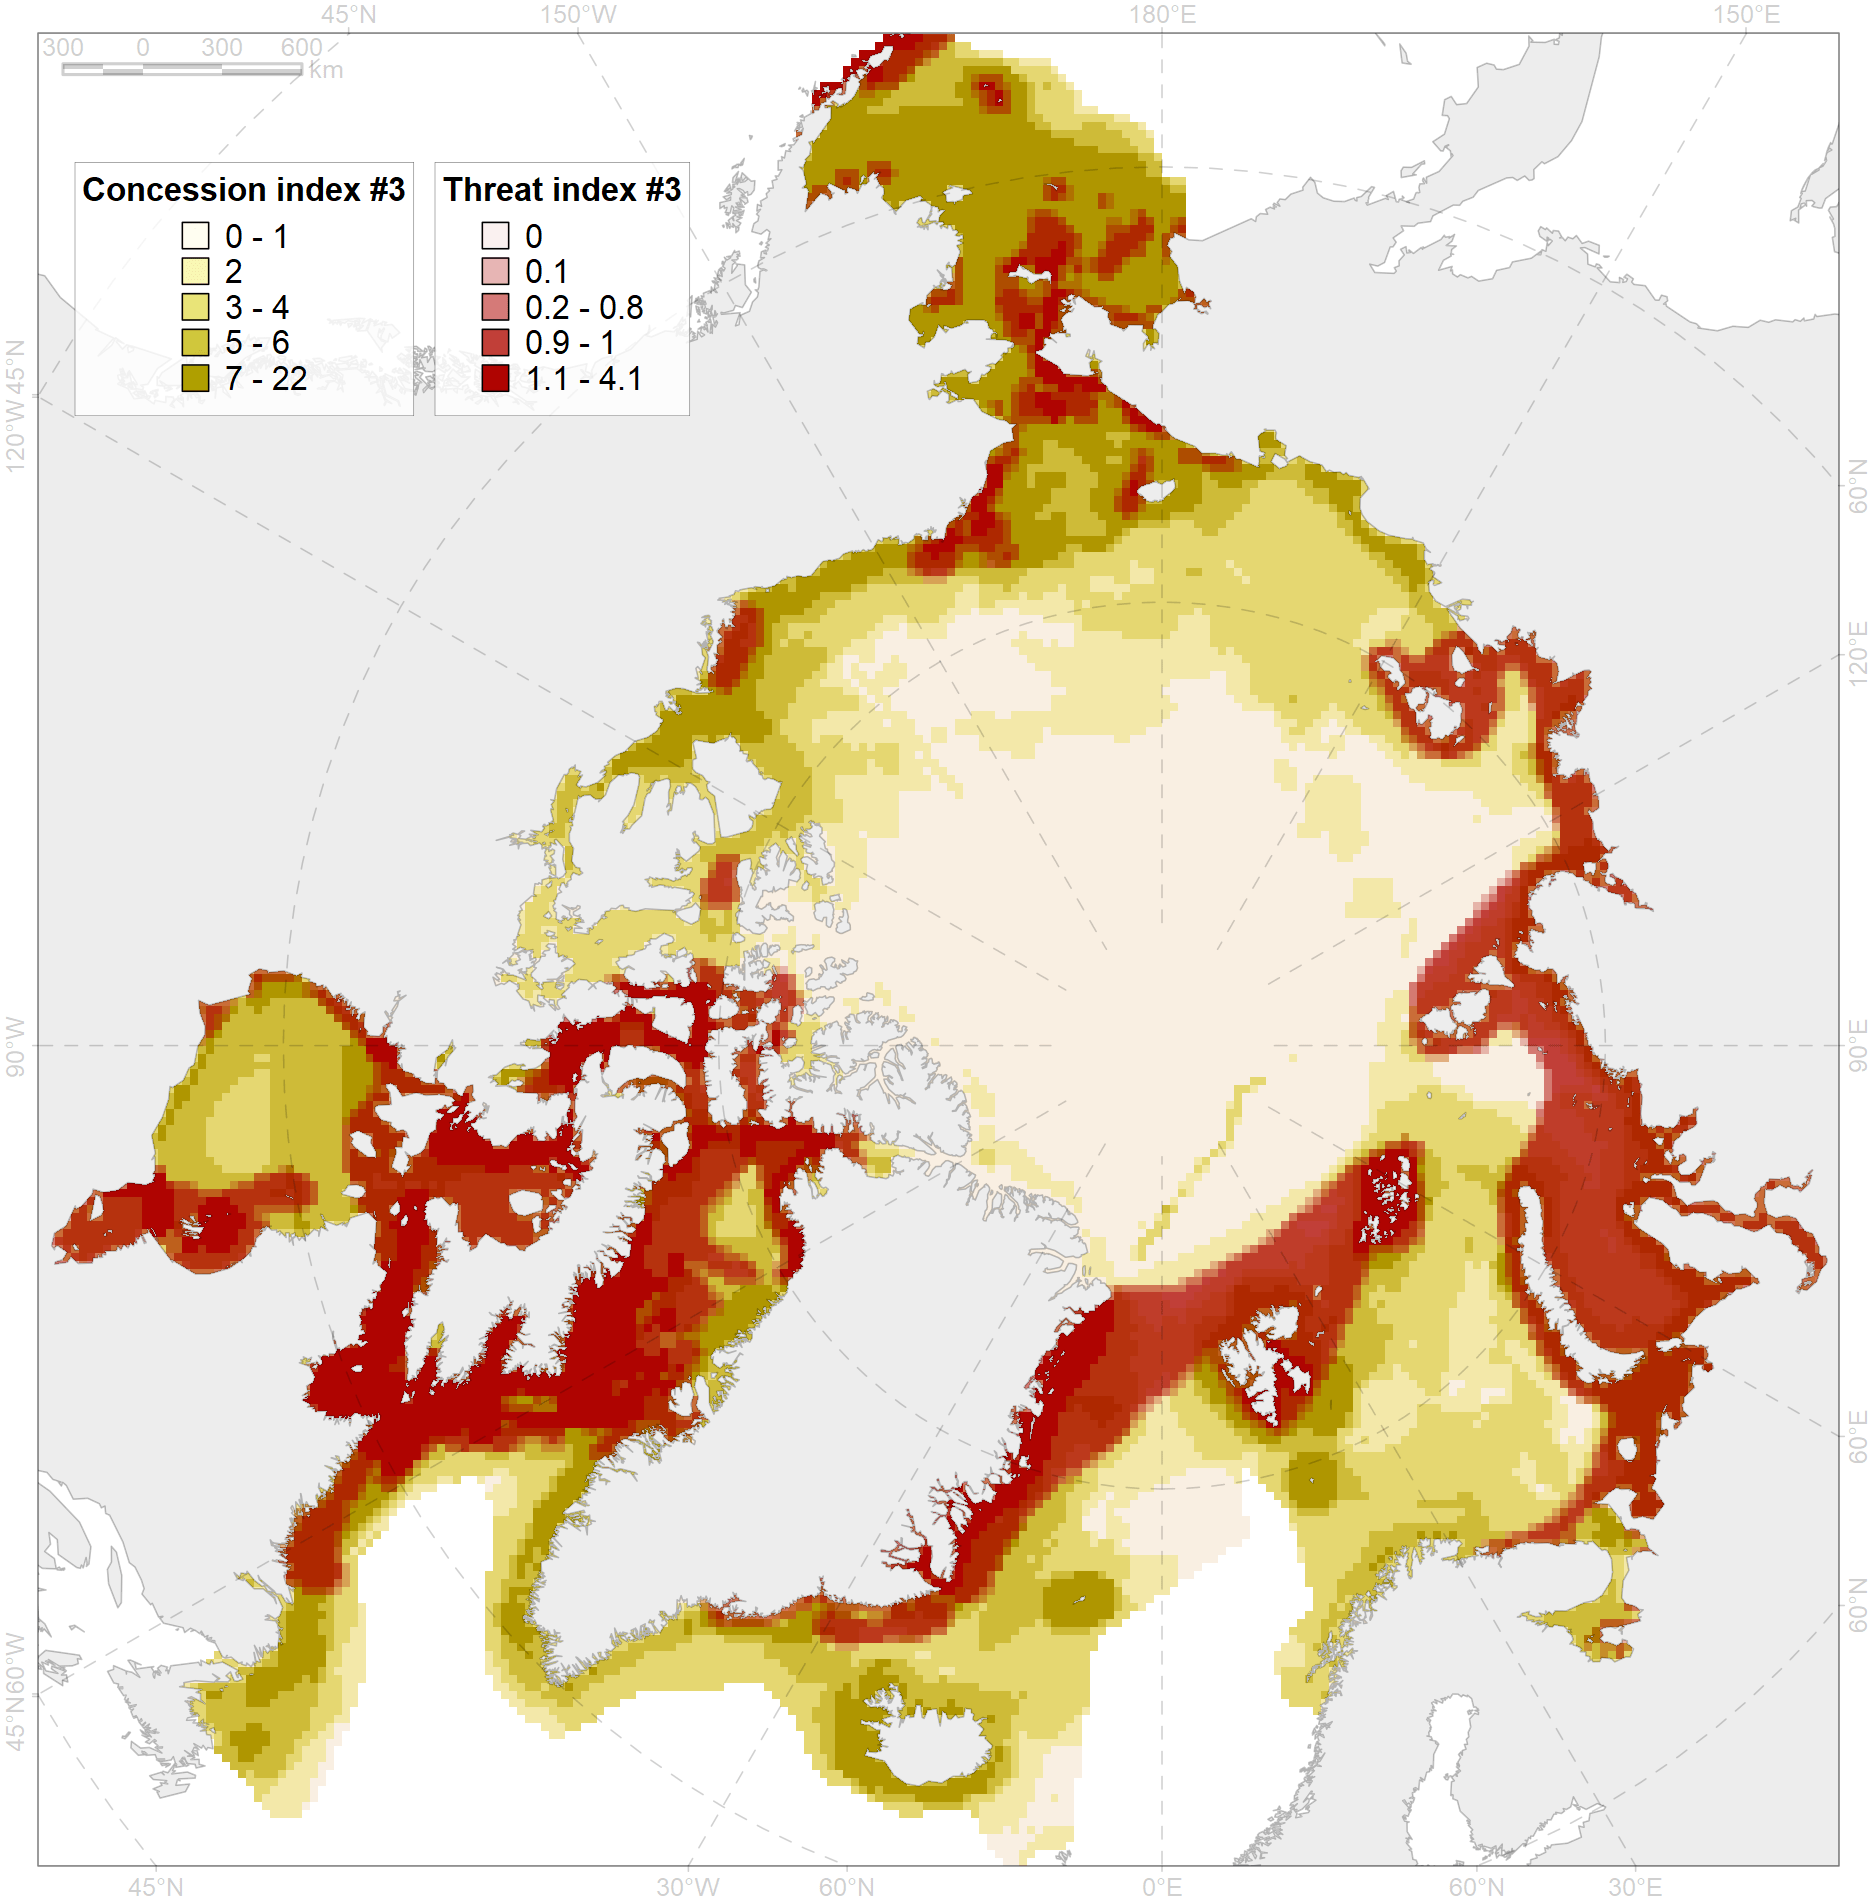 45°N 150°W 180°E 150°E
300 0 300 600
km
Concession index #3
0 - 1
2
3 - 4
5 - 6
7 - 22
Threat index #3
0
0.1
0.2 - 0.8
0.9 - 1
1.1 - 4.1
45°N
120°W
90°W
60°W
45°N
60°N
120°E
90°E
60°E
60°N
45°N 30°W 60°N 0°E 60°N 30°E